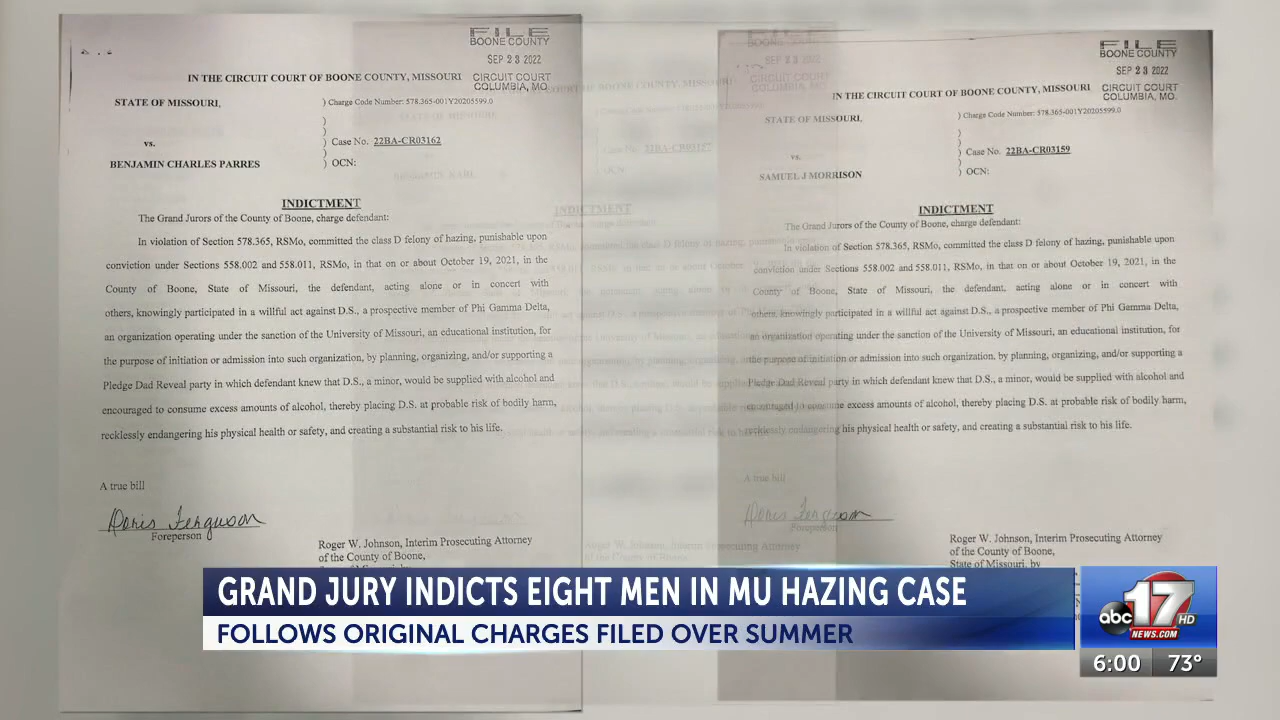 FILE
BOONE COUNTY
SEP 23 2022
IN THE CIRCUIT COURT OF BOONE COUNTY, MISSOURI
CIRCUIT COURT
COLUMBIA, MO.
STATE OF MISSOURI,
) Charge Code Number: 578.365-001Y20205599.0
)
)
vs.
) Case No. 22BA-CR03162
BENJAMIN CHARLES PARRES
) OCN:
INDICTMENT
The Grand Jurors of the County of Boone, charge defendant:
In violation of Section 578.365, RSMo, committed the class D felony of hazing, punishable upon
conviction under Sections 558.002 and 558.011, RSMo, in that on or about October 19, 2021, in the
County of Boone, State of Missouri, the defendant, acting alone or in concert with
others, knowingly participated in a willful act against D.S., a prospective member of Phi Gamma Delta,
an organization operating under the sanction of the University of Missouri, an educational institution, for
the purpose of initiation or admission into such organization, by planning, organizing, and/or supporting a
Pledge Dad Reveal party in which defendant knew that D.S., a minor, would be supplied with alcohol and
encouraged to consume excess amounts of alcohol, thereby placing D.S. at probable risk of bodily harm,
recklessly endangering his physical health or safety, and creating a substantial risk to his life.
A true bill
Doris Ferguson
Foreperson
Roger W. Johnson, Interim Prosecuting Attorney
of the County of Boone,
FILE
BOONE COUNTY
SEP 23 2022
IN THE CIRCUIT COURT OF BOONE COUNTY, MISSOURI
CIRCUIT COURT
COLUMBIA, MO.
STATE OF MISSOURI,
) Charge Code Number: 578.365-001Y20205599.0
)
)
vs.
) Case No. 22BA-CR03159
SAMUEL J MORRISON
) OCN:
INDICTMENT
The Grand Jurors of the County of Boone, charge defendant:
In violation of Section 578.365, RSMo, committed the class D felony of hazing, punishable upon
conviction under Sections 558.002 and 558.011, RSMo, in that on or about October 19, 2021, in the
County of Boone, State of Missouri, the defendant, acting alone or in concert with
others, knowingly participated in a willful act against D.S., a prospective member of Phi Gamma Delta,
an organization operating under the sanction of the University of Missouri, an educational institution, for
the purpose of initiation or admission into such organization, by planning, organizing, and/or supporting a
Pledge Dad Reveal party in which defendant knew that D.S., a minor, would be supplied with alcohol and
encouraged to consume excess amounts of alcohol, thereby placing D.S. at probable risk of bodily harm,
recklessly endangering his physical health or safety, and creating a substantial risk to his life.
A true bill
Doris Ferguson
Foreperson
Roger W. Johnson, Interim Prosecuting Attorney
of the County of Boone,
State of Missouri, by
GRAND JURY INDICTS EIGHT MEN IN MU HAZING CASE
FOLLOWS ORIGINAL CHARGES FILED OVER SUMMER
abc 17 HD
NEWS.COM
6:00 73°